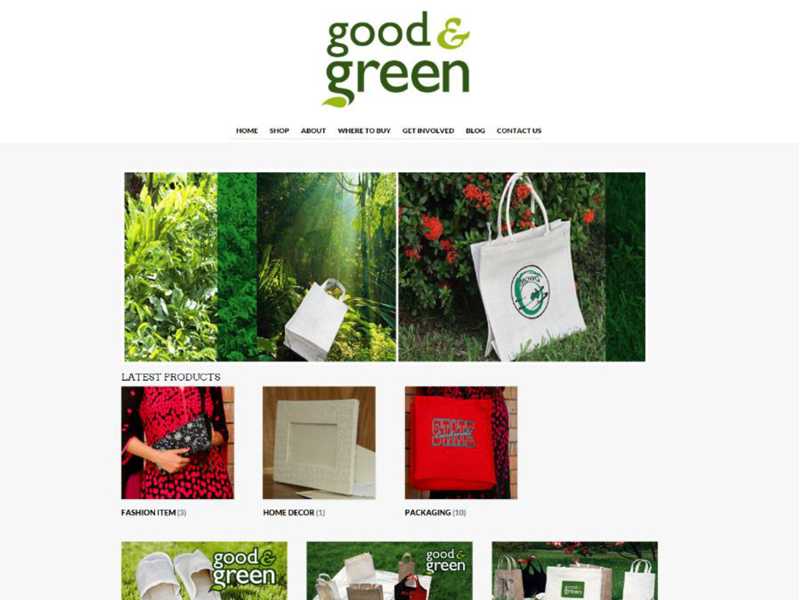 good &
green
HOME SHOP ABOUT WHERE TO BUY GET INVOLVED BLOG CONTACT US
LATEST PRODUCTS
STATE
FASHION ITEM (3) HOME DECOR (1) PACKAGING (10)
good &
green
good &
green
good &
green